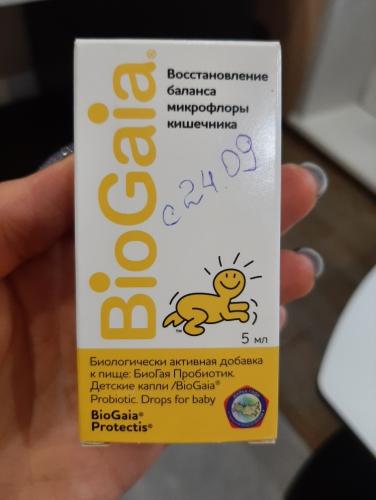 BioGaia®
Восстановление
баланса
микрофлоры
кишечника
с 24.09
5 мл
Биологически активная добавка
к пище: БиоГая Пробиотик.
Детские капли /BioGaia®
Probiotic. Drops for baby
BioGaia®
Protectis®